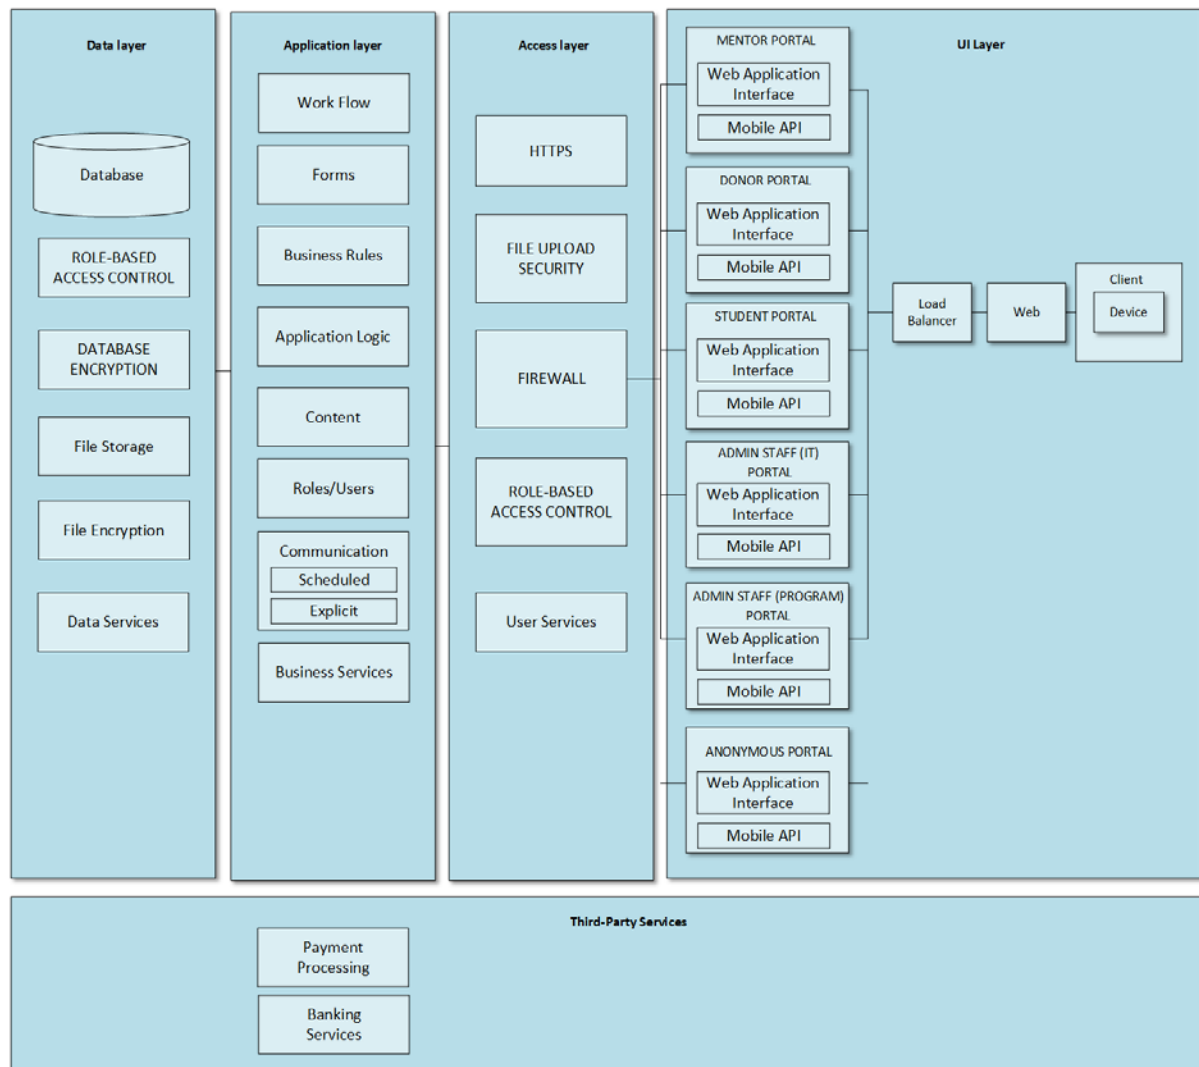 Data layer
Database
ROLE-BASED
ACCESS CONTROL
DATABASE
ENCRYPTION
File Storage
File Encryption
Data Services
Application layer
Work Flow
Forms
Business Rules
Application Logic
Content
Roles/Users
Communication
Scheduled
Explicit
Business Services
Access layer
HTTPS
FILE UPLOAD
SECURITY
FIREWALL
ROLE-BASED
ACCESS CONTROL
User Services
UI Layer
MENTOR PORTAL
Web Application
Interface
Mobile API
DONOR PORTAL
Web Application
Interface
Mobile API
STUDENT PORTAL
Web Application
Interface
Mobile API
ADMIN STAFF (IT)
PORTAL
Web Application
Interface
Mobile API
ADMIN STAFF (PROGRAM)
PORTAL
Web Application
Interface
Mobile API
ANONYMOUS PORTAL
Web Application
Interface
Mobile API
Load
Balancer
Web
Client
Device
Third-Party Services
Payment
Processing
Banking
Services